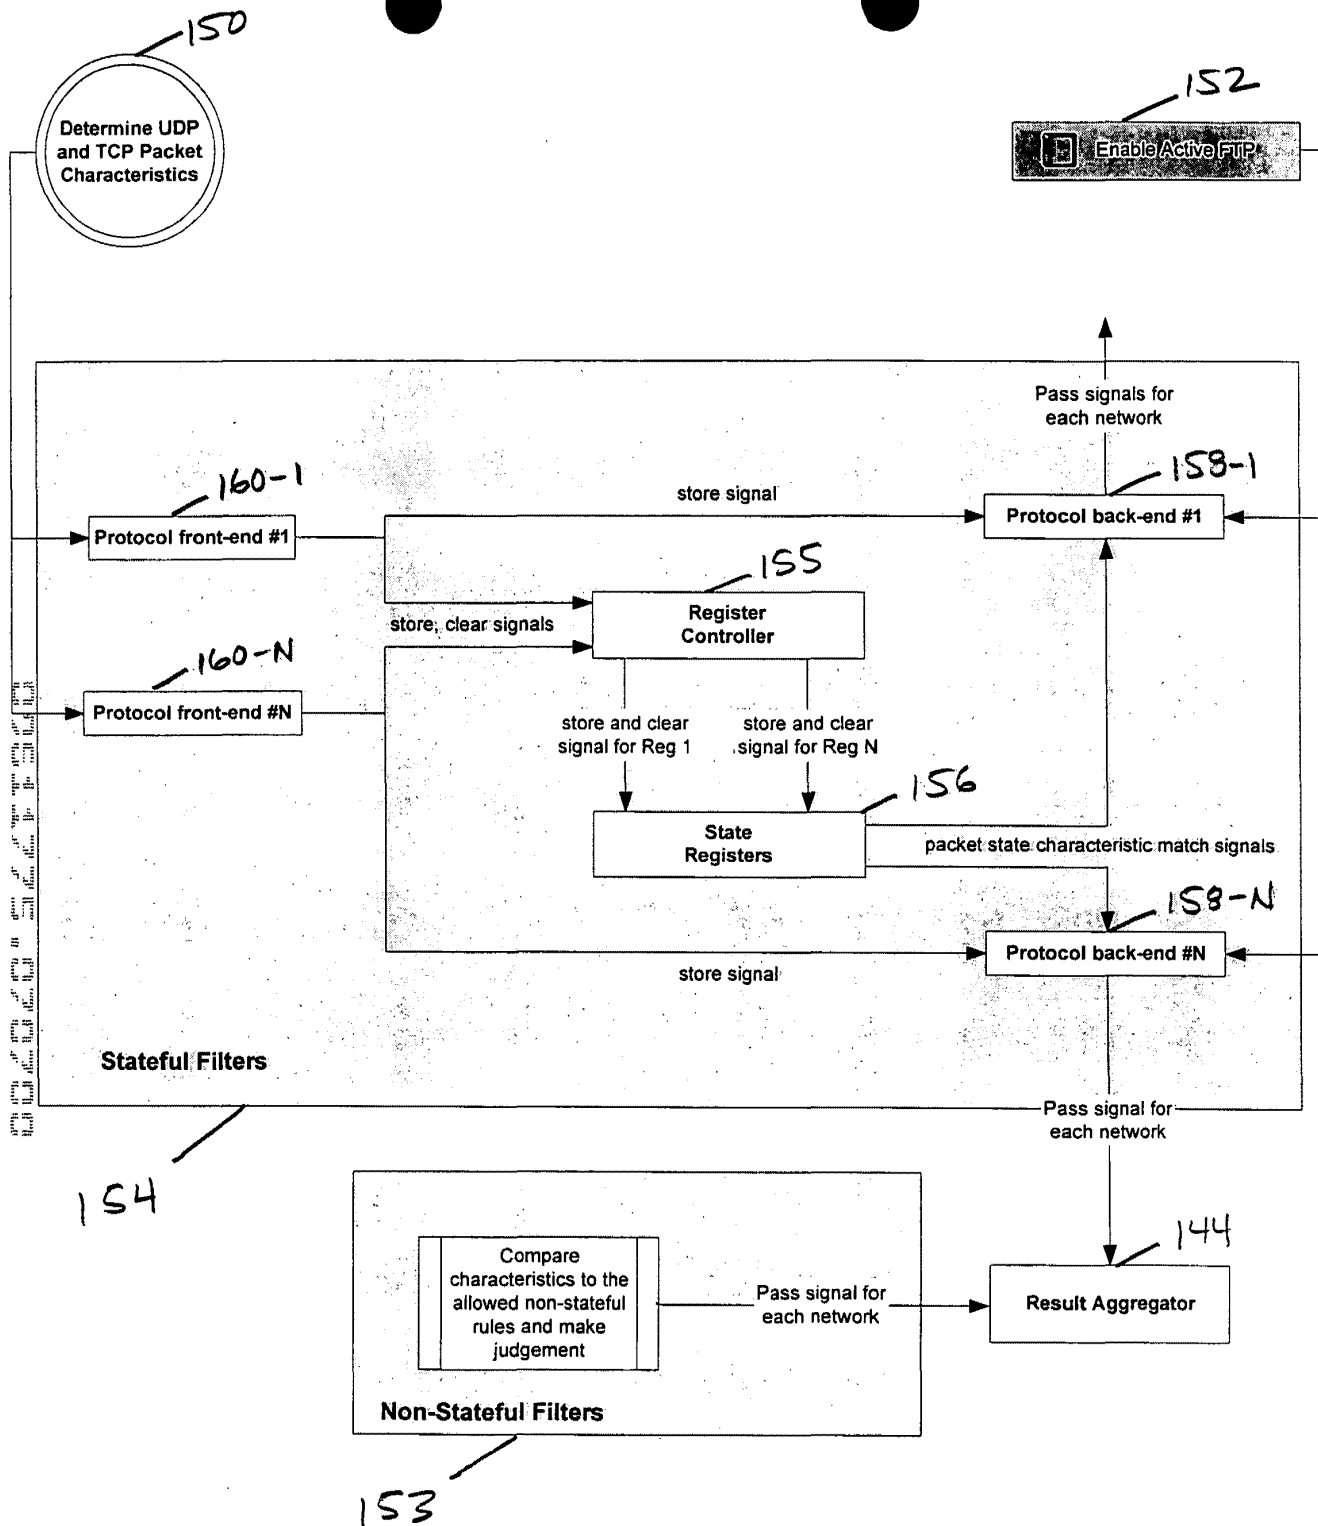 150
Determine UDP
and TCP Packet
Characteristics
152
Enable Active FTP
Pass signals for
each network
160-1
Protocol front-end #1
store signal
158-1
Protocol back-end #1
155
Register
Controller
store, clear signals
160-N
Protocol front-end #N
store and clear
signal for Reg 1
store and clear
signal for Reg N
156
State
Registers
packet state characteristic match signals
158-N
Protocol back-end #N
store signal
Stateful Filters
154
Pass signal for
each network
144
Result Aggregator
Compare
characteristics to the
allowed non-stateful
rules and make
judgement
Pass signal for
each network
Non-Stateful Filters
153